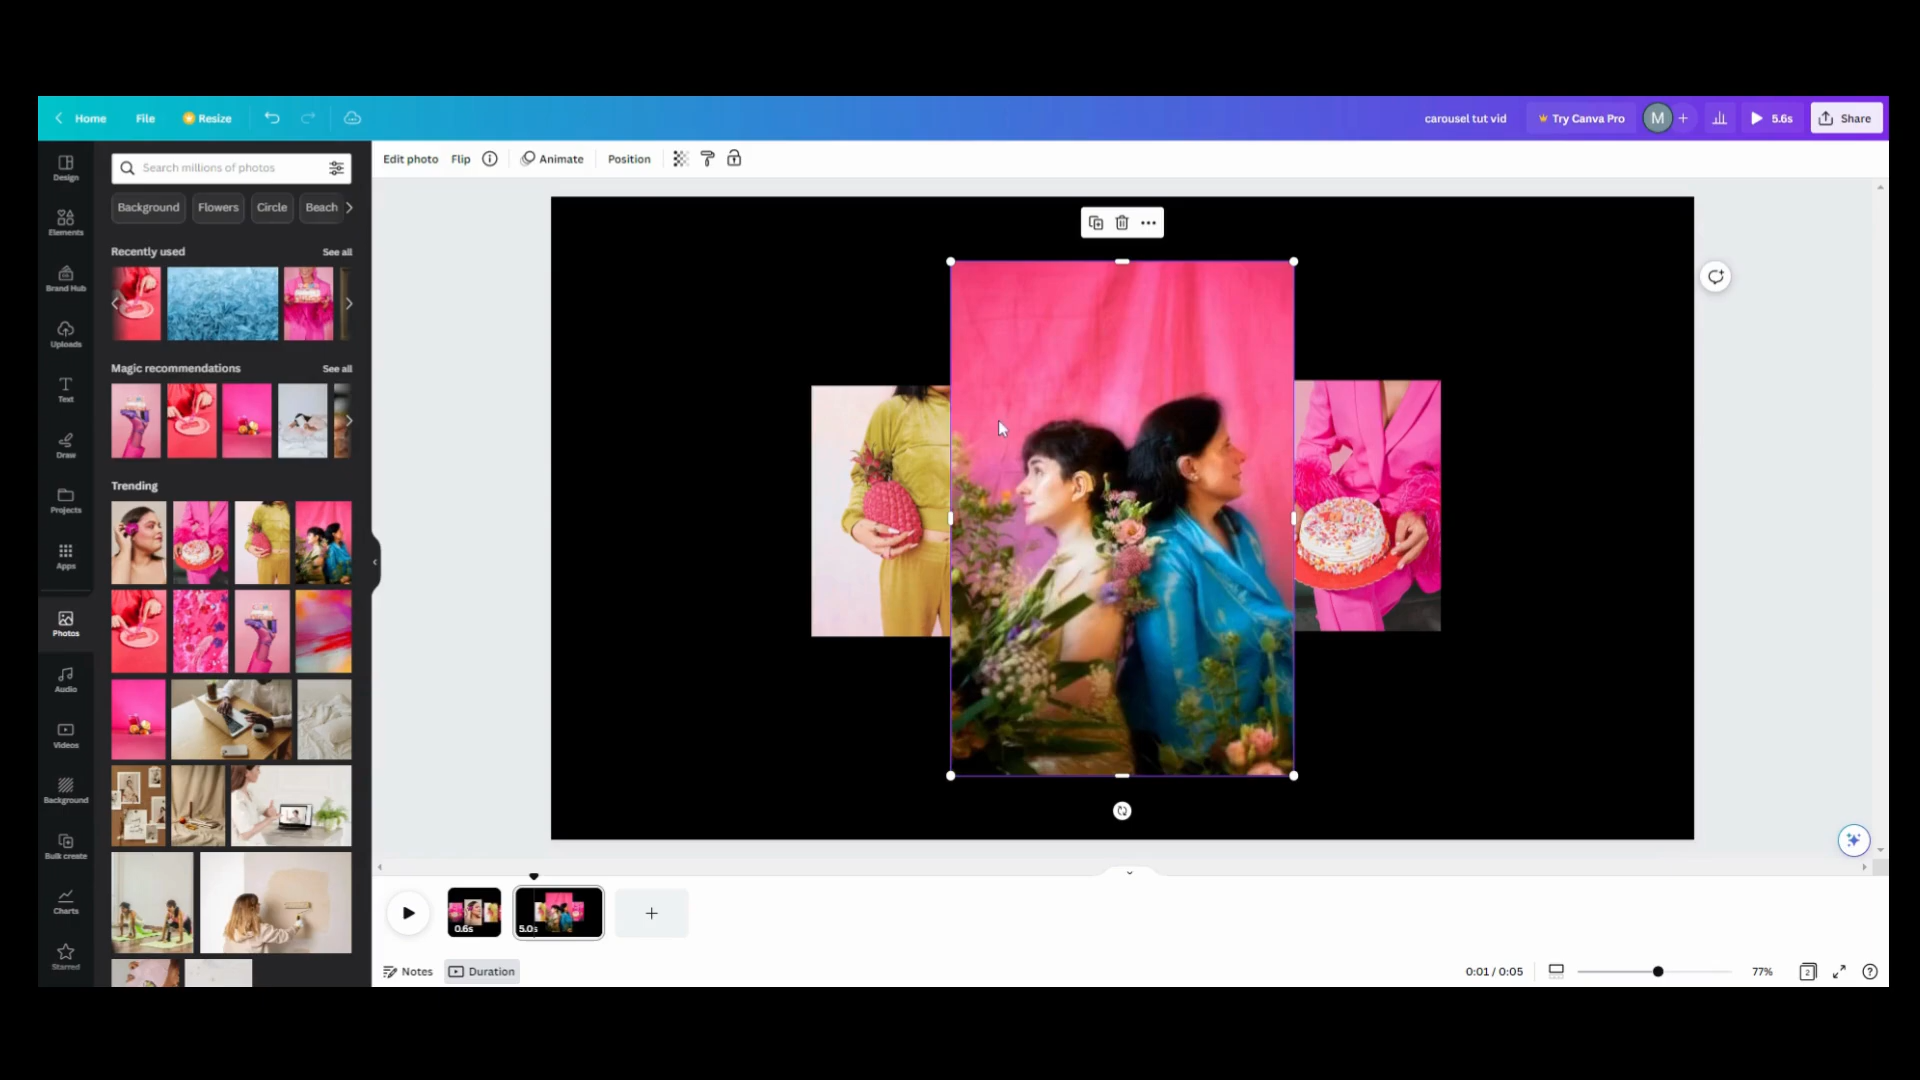 Home File Resize carousel tut vid Try Canva Pro M 5.6s Share
Design
Elements
Brand Hub
Uploads
Text
Draw
Projects
Apps
Photos
Audio
Videos
Background
Bulk create
Charts
Starred
Search millions of photos
Background Flowers Circle Beach
Recently used See all
Magic recommendations See all
Trending
Edit photo Flip Animate Position
0.6s 5.0s
Notes Duration 0:01 / 0:05 77% 2